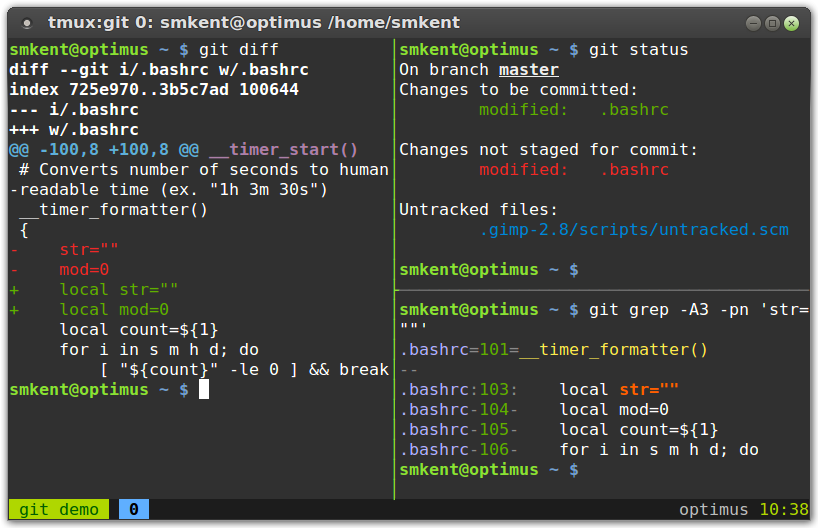 tmux:git 0: smkent@optimus /home/smkent
smkent@optimus ~ $ git diff
diff --git i/.bashrc w/.bashrc
index 725e970..3b5c7ad 100644
--- i/.bashrc
+++ w/.bashrc
@@ -100,8 +100,8 @@ __timer_start()
 # Converts number of seconds to human
-readable time (ex. "1h 3m 30s")
 __timer_formatter()
 {
-    str=""
-    mod=0
+    local str=""
+    local mod=0
     local count=${1}
     for i in s m h d; do
         [ "${count}" -le 0 ] && break
smkent@optimus ~ $
smkent@optimus ~ $ git status
On branch master
Changes to be committed:
        modified:   .bashrc
Changes not staged for commit:
        modified:   .bashrc
Untracked files:
        .gimp-2.8/scripts/untracked.scm
smkent@optimus ~ $
smkent@optimus ~ $ git grep -A3 -pn 'str=
""'
.bashrc=101=__timer_formatter()
--
.bashrc:103:    local str=""
.bashrc-104-    local mod=0
.bashrc-105-    local count=${1}
.bashrc-106-    for i in s m h d; do
smkent@optimus ~ $
git demo 0 optimus 10:38